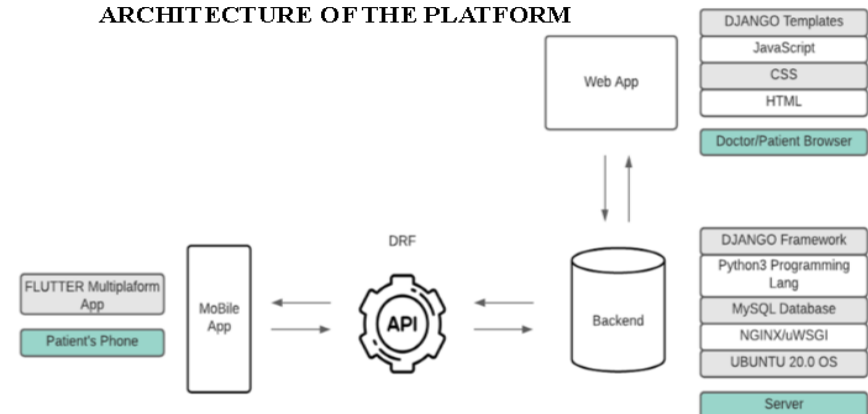 ARCHITECTURE OF THE PLATFORM
DJANGO Templates
JavaScript
CSS
HTML
Web App
Doctor/Patient Browser
DRF
DJANGO Framework
Python3 Programming
Lang
MySQL Database
NGINX/uWSGI
UBUNTU 20.0 OS
Server
FLUTTER Multiplaform
App
Patient's Phone
MoBile
App
API
Backend